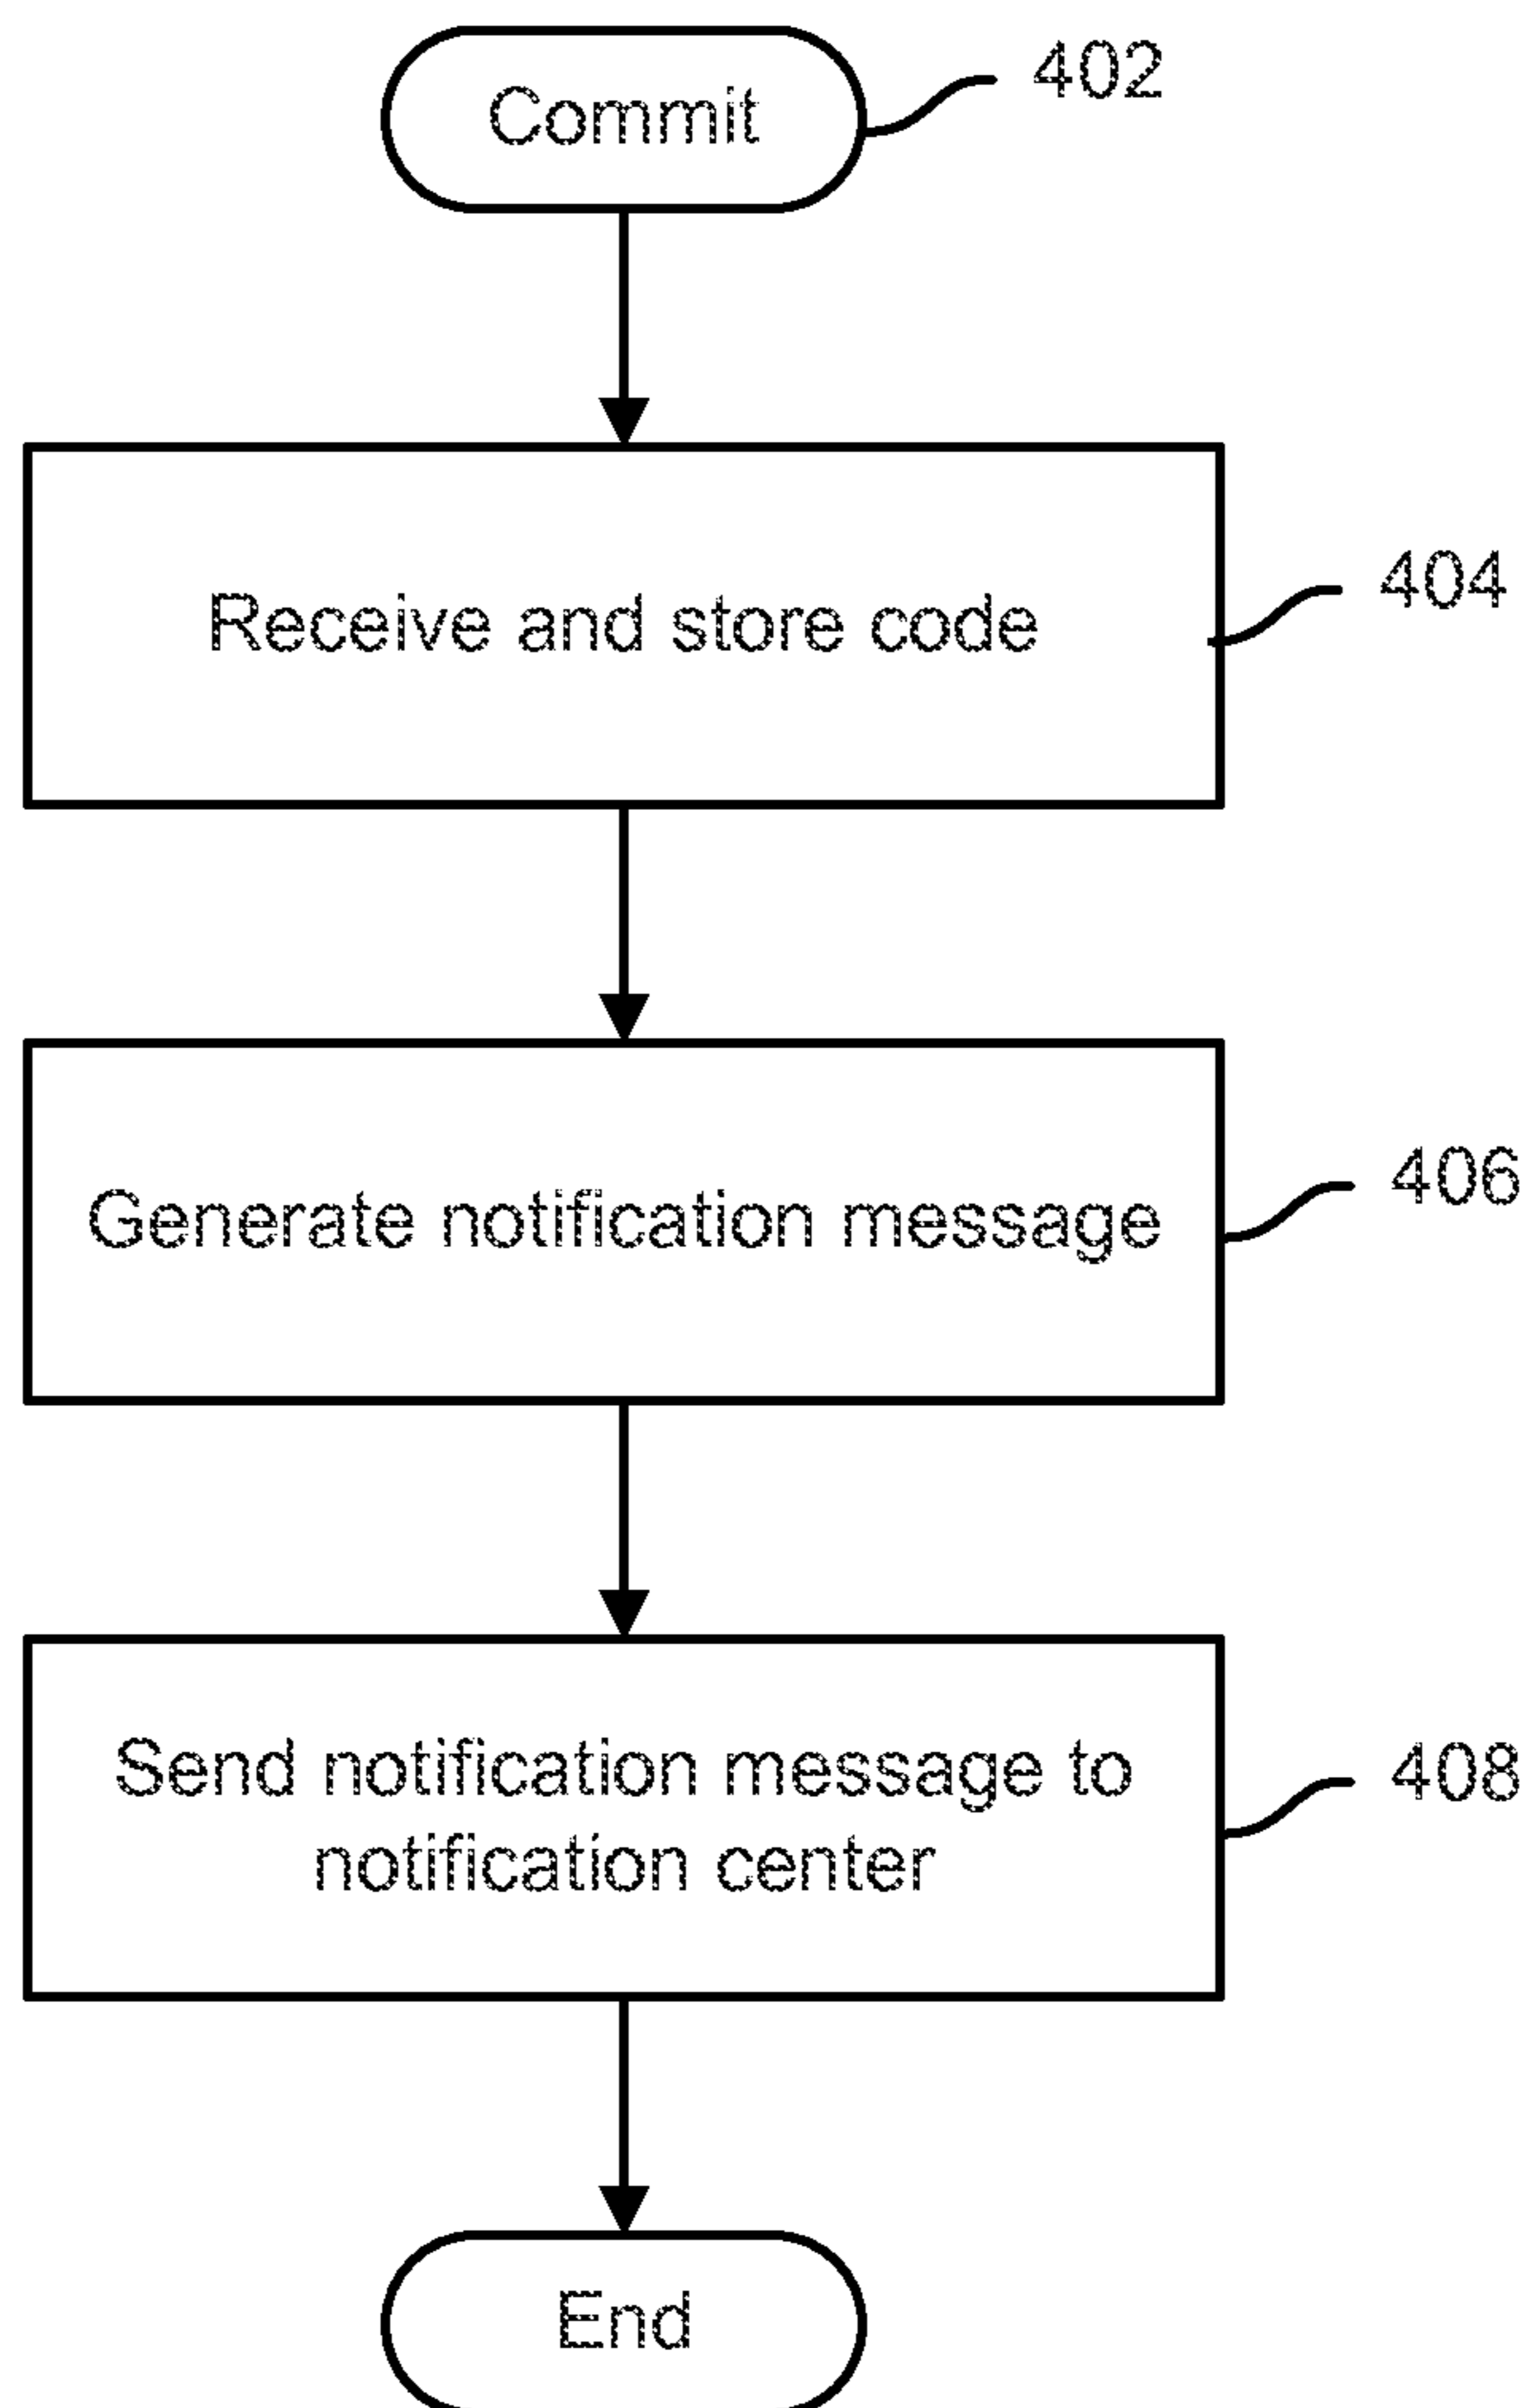 Commit
402
Receive and store code
404
Generate notification message
406
Send notification message to
notification center
408
End